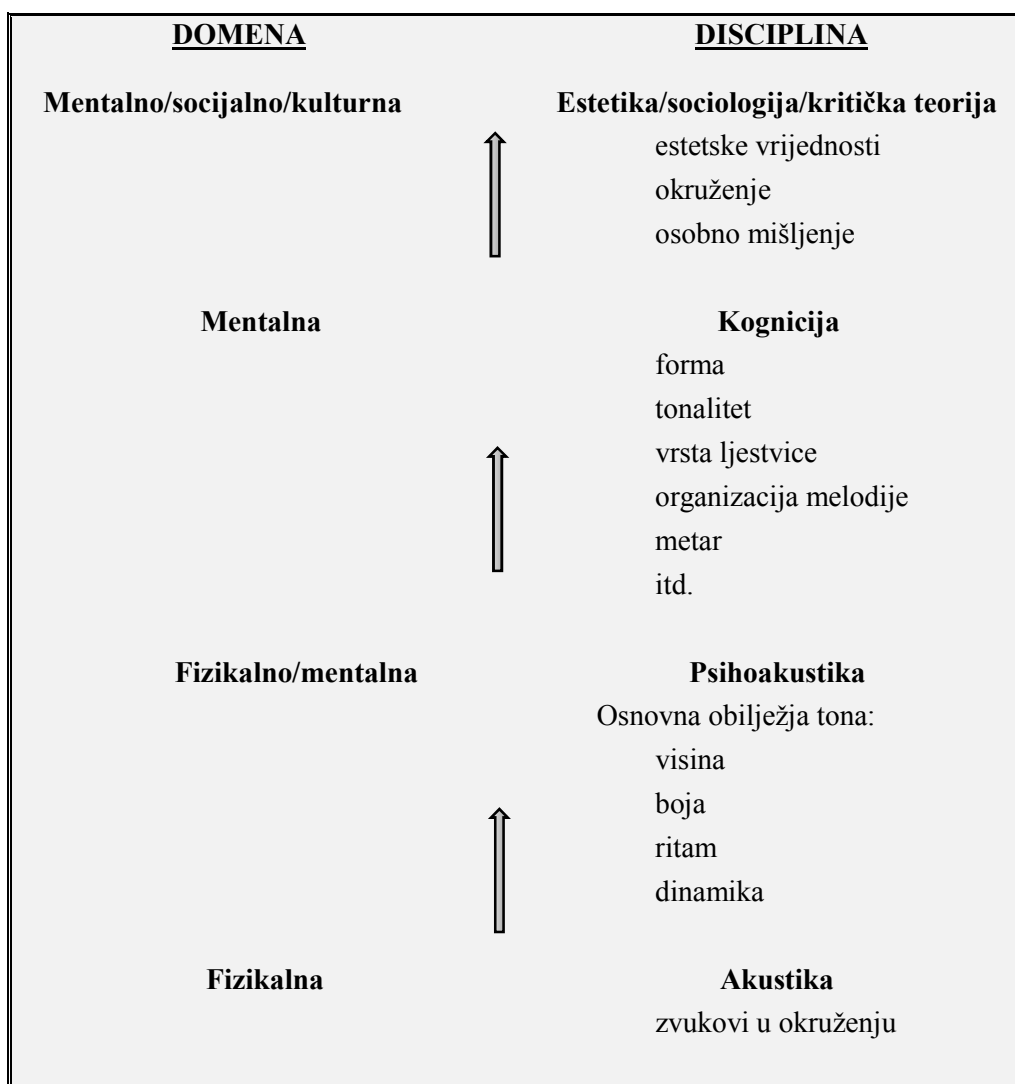 DOMENA DISCIPLINA
Mentalno/socijalno/kulturna Estetika/sociologija/kritička teorija
estetske vrijednosti
okruženje
osobno mišljenje
Mentalna Kognicija
forma
tonalitet
vrsta ljestvice
organizacija melodije
metar
itd.
Fizikalno/mentalna Psihoakustika
Osnovna obilježja tona:
visina
boja
ritam
dinamika
Fizikalna Akustika
zvukovi u okruženju